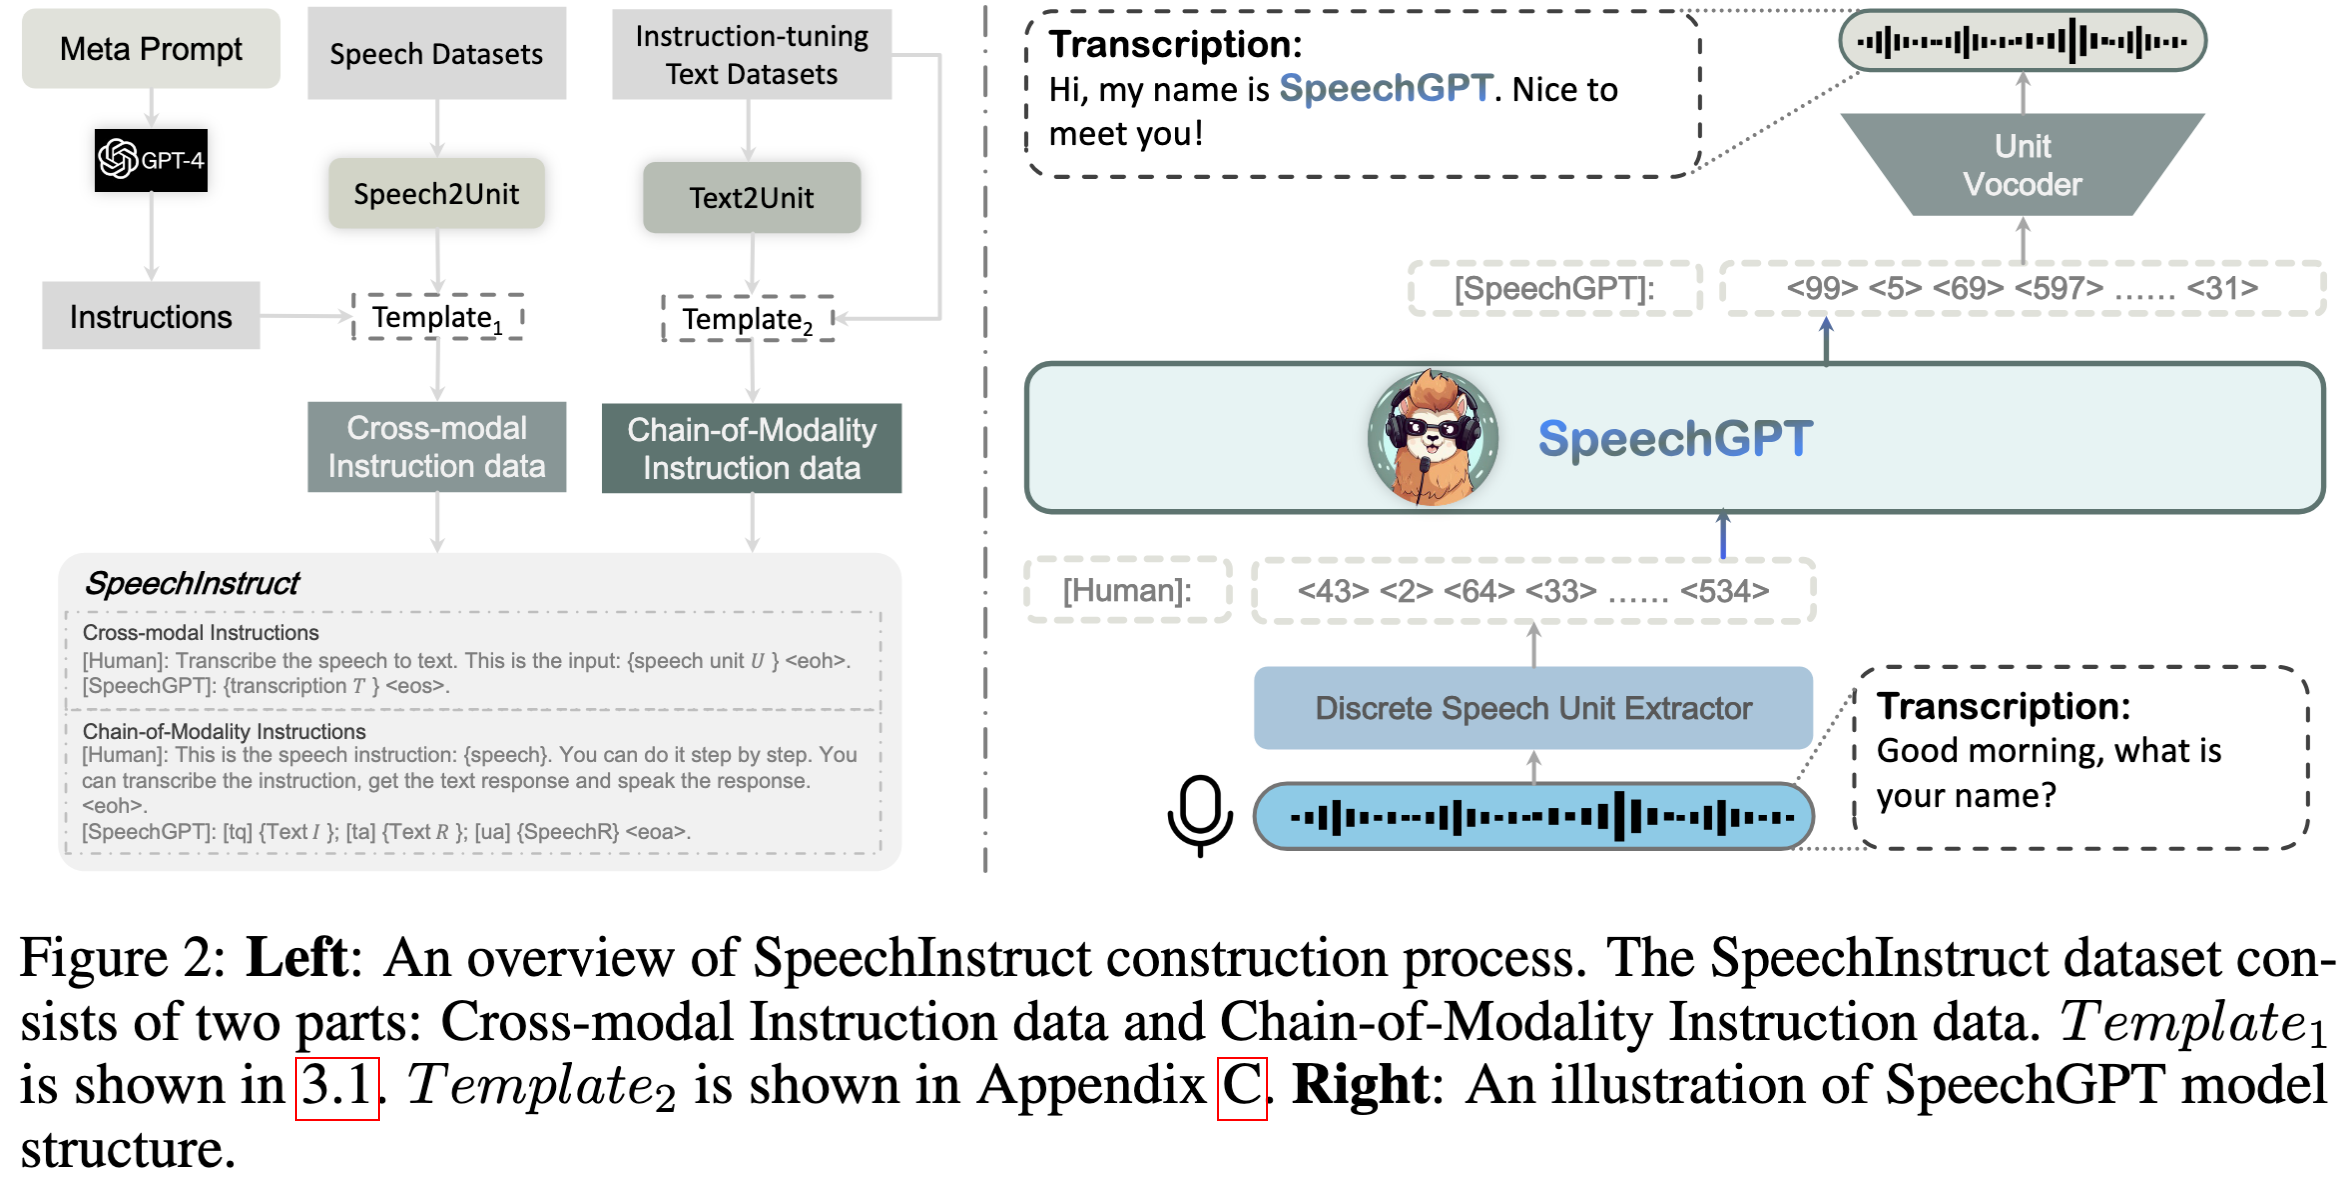 Meta Prompt
GPT-4
Instructions
Speech Datasets
Speech2Unit
Template1
Cross-modal
Instruction data
Instruction-tuning
Text Datasets
Text2Unit
Template2
Chain-of-Modality
Instruction data
SpeechInstruct
Cross-modal Instructions
[Human]: Transcribe the speech to text. This is the input: {speech unit U } <eoh>.
[SpeechGPT]: {transcription T } <eos>.
Chain-of-Modality Instructions
[Human]: This is the speech instruction: {speech}. You can do it step by step. You
can transcribe the instruction, get the text response and speak the response.
<eoh>.
[SpeechGPT]: [tq] {Text I }; [ta] {Text R }; [ua] {SpeechR} <eoa>.
Transcription:
Hi, my name is SpeechGPT. Nice to
meet you!
Unit
Vocoder
[SpeechGPT]: <99> <5> <69> <597> ...... <31>
SpeechGPT
[Human]: <43> <2> <64> <33> ...... <534>
Discrete Speech Unit Extractor
Transcription:
Good morning, what is
your name?
Figure 2: Left: An overview of SpeechInstruct construction process. The SpeechInstruct dataset con-
sists of two parts: Cross-modal Instruction data and Chain-of-Modality Instruction data. Template1
is shown in 3.1. Template2 is shown in Appendix C. Right: An illustration of SpeechGPT model
structure.